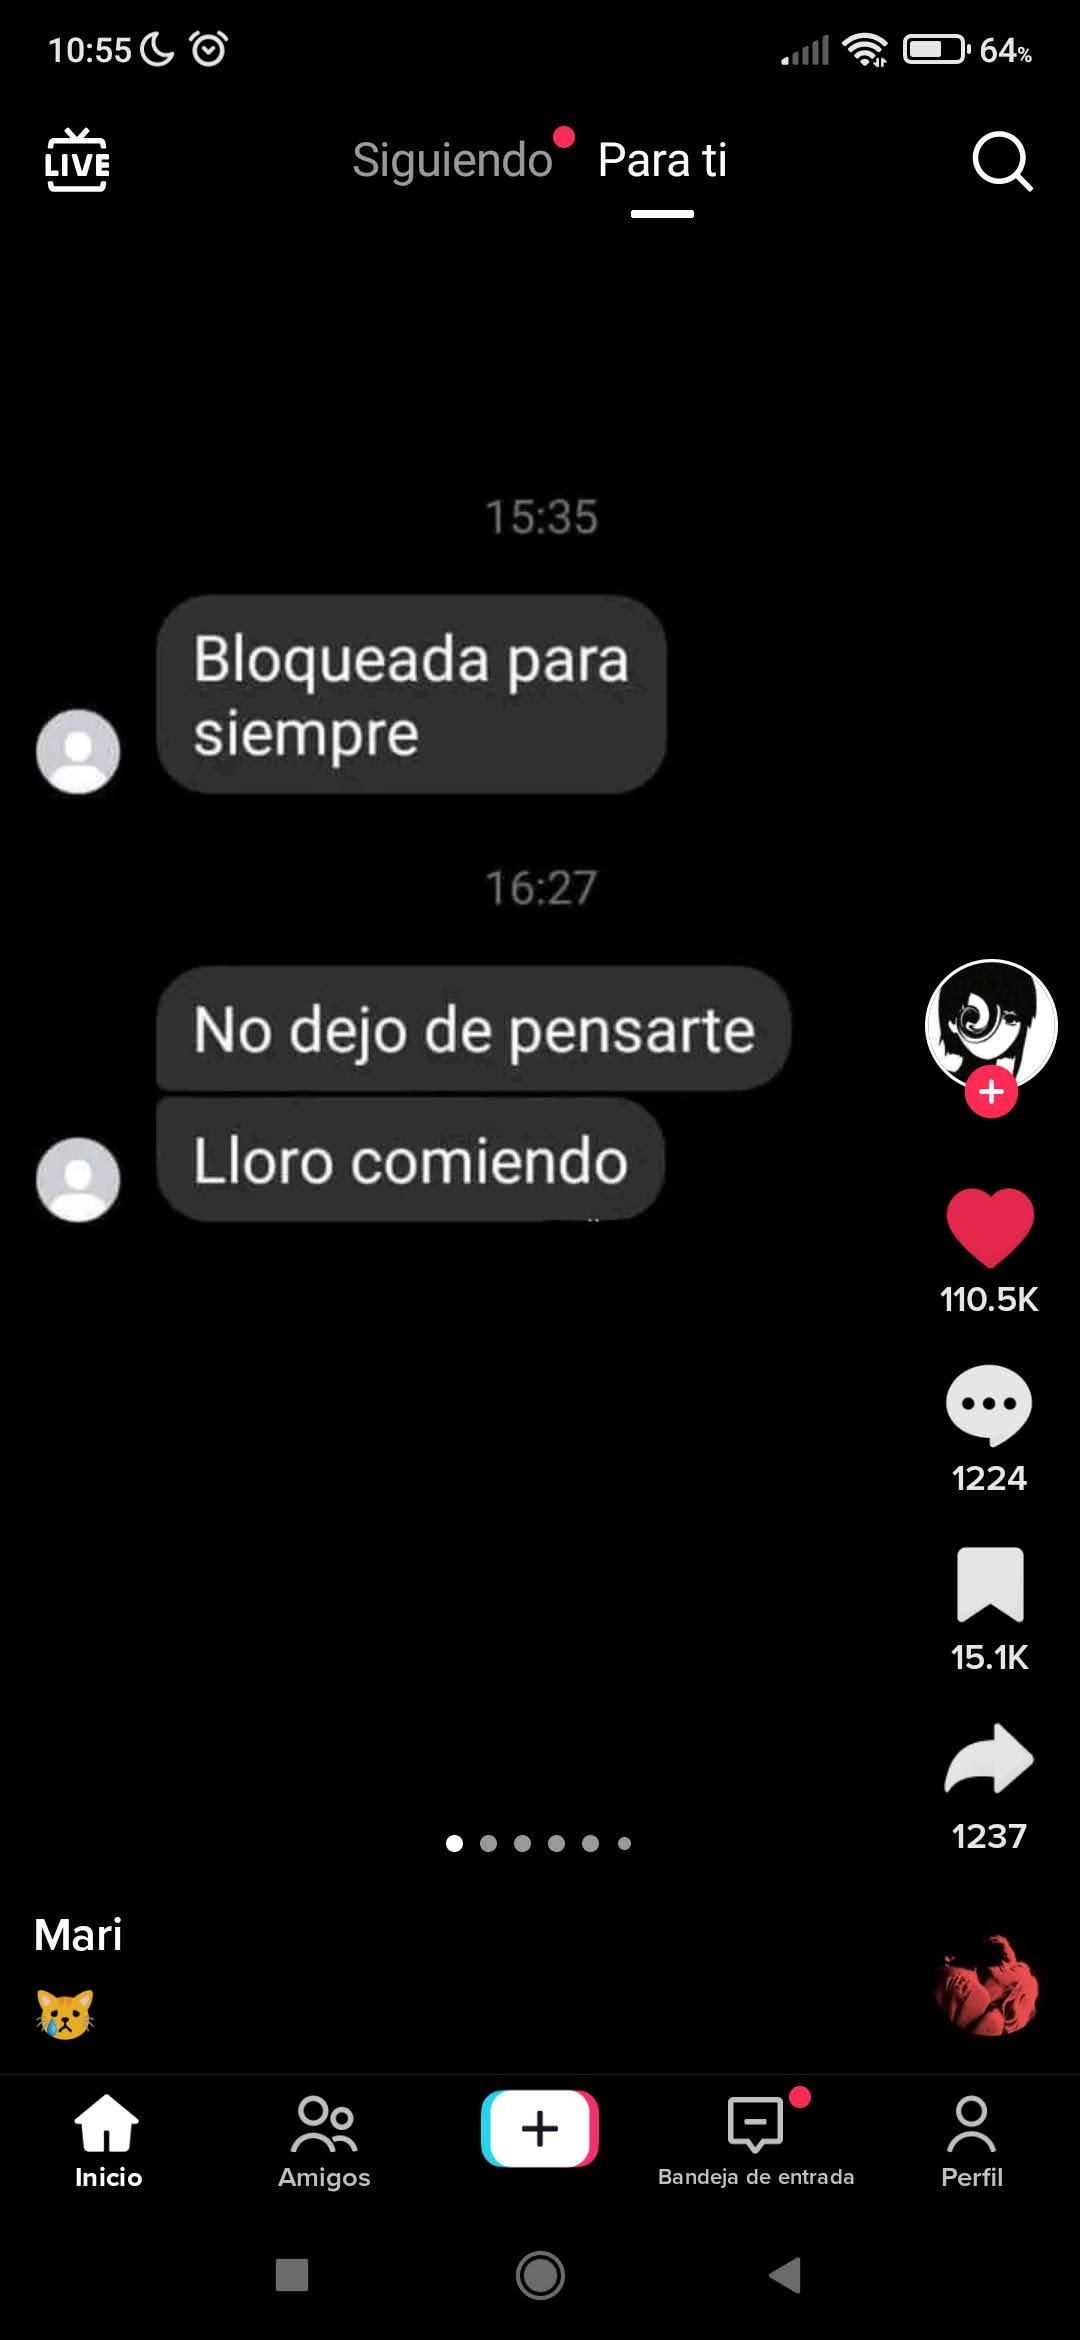 10:55 64%
LIVE Siguiendo Para ti
15:35
Bloqueada para
siempre
16:27
No dejo de pensarte
Lloro comiendo
110.5K
1224
15.1K
1237
Mari
Inicio Amigos Bandeja de entrada Perfil